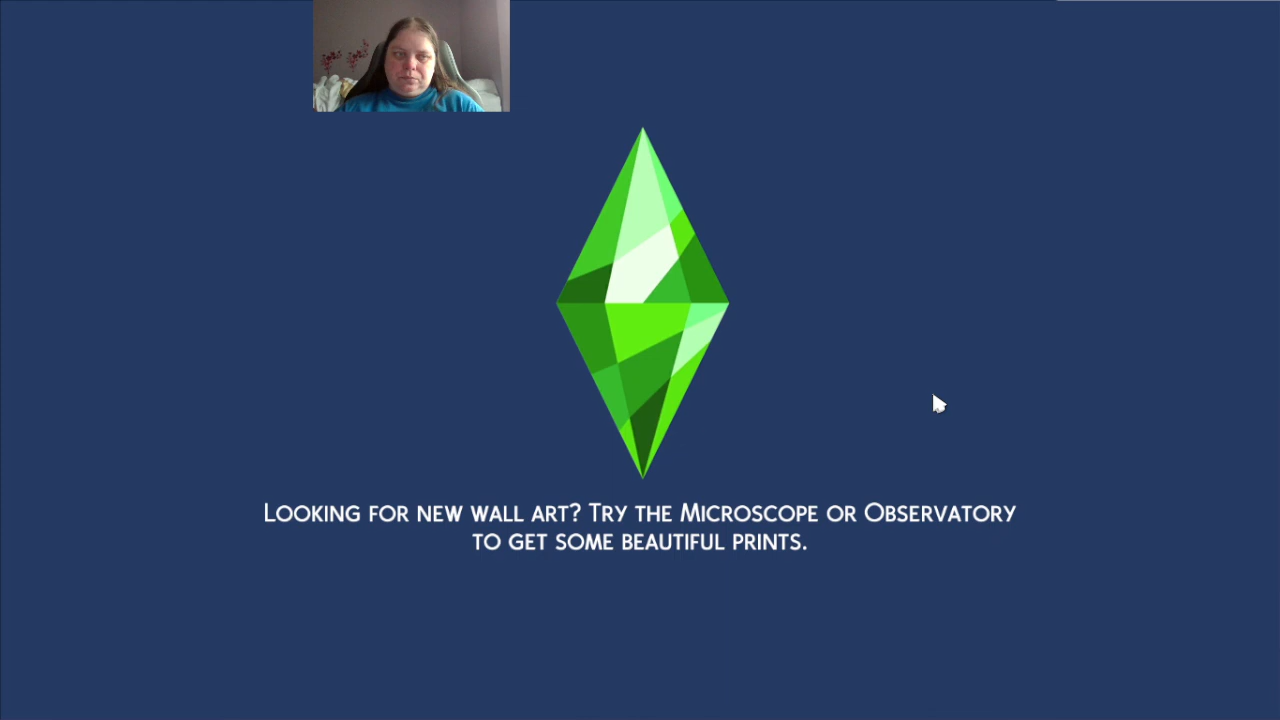 Looking for new wall art? Try the Microscope or Observatory
to get some beautiful prints.